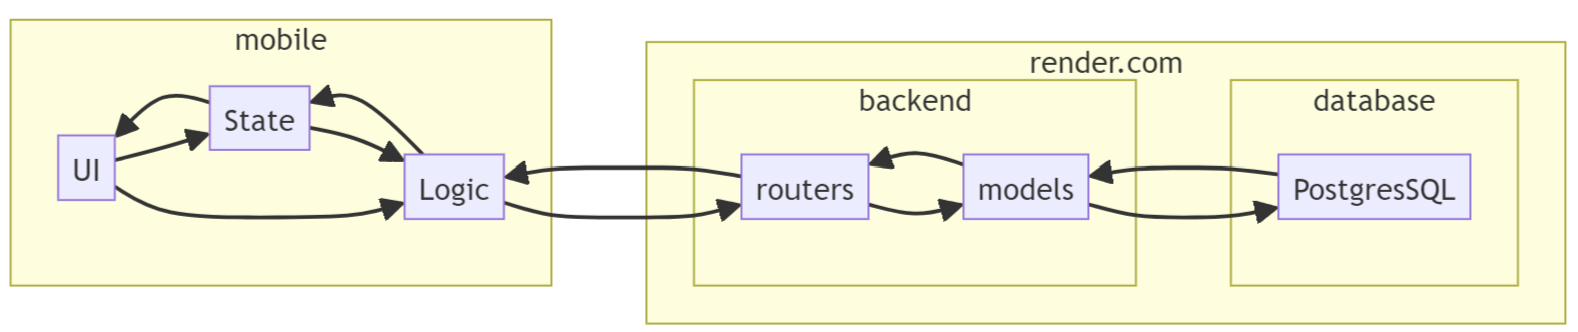 mobile
UI
State
Logic
render.com
backend
routers
models
database
PostgresSQL